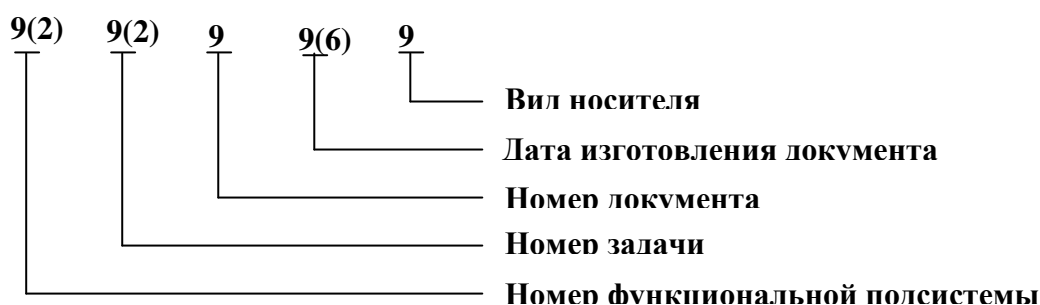 9(2) 9(2) 9 9(6) 9
Вид носителя
Дата изготовления документа
Номер документа
Номер задачи
Номер функциональной подсистемы